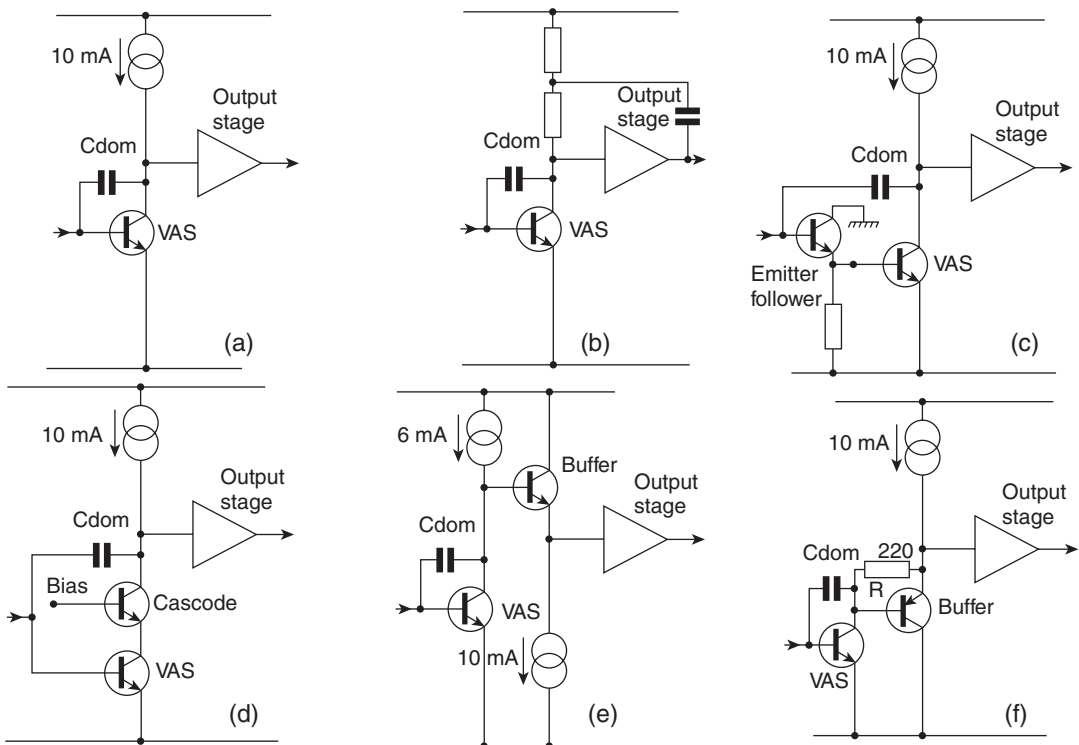 10 mA
Output
stage
Cdom
VAS
(a)
Output
stage
Cdom
VAS
(b)
10 mA
Output
stage
Cdom
VAS
Emitter
follower
(c)
10 mA
Output
stage
Cdom
Bias
Cascode
VAS
(d)
6 mA
Buffer
Output
stage
Cdom
VAS
10 mA
(e)
10 mA
Output
stage
Cdom
220
R
Buffer
VAS
(f)